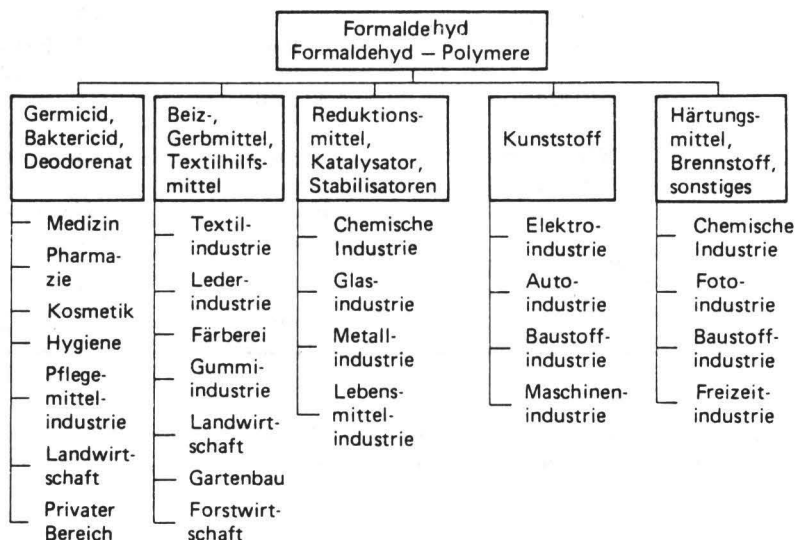 Formaldehyd
Formaldehyd – Polymere
Germicid,
Baktericid,
Deodorenat
Medizin
Pharma-
zie
Kosmetik
Hygiene
Pflege-
mittel-
industrie
Landwirt-
schaft
Privater
Bereich
Beiz-,
Gerbmittel,
Textilhilfs-
mittel
Textil-
industrie
Leder-
industrie
Färberei
Gummi-
industrie
Landwirt-
schaft
Gartenbau
Forstwirt-
schaft
Reduktions-
mittel,
Katalysator,
Stabilisatoren
Chemische
Industrie
Glas-
industrie
Metall-
industrie
Lebens-
mittel-
industrie
Kunststoff
Elektro-
industrie
Auto-
industrie
Baustoff-
industrie
Maschinen-
industrie
Härtungs-
mittel,
Brennstoff,
sonstiges
Chemische
Industrie
Foto-
industrie
Baustoff-
industrie
Freizeit-
industrie